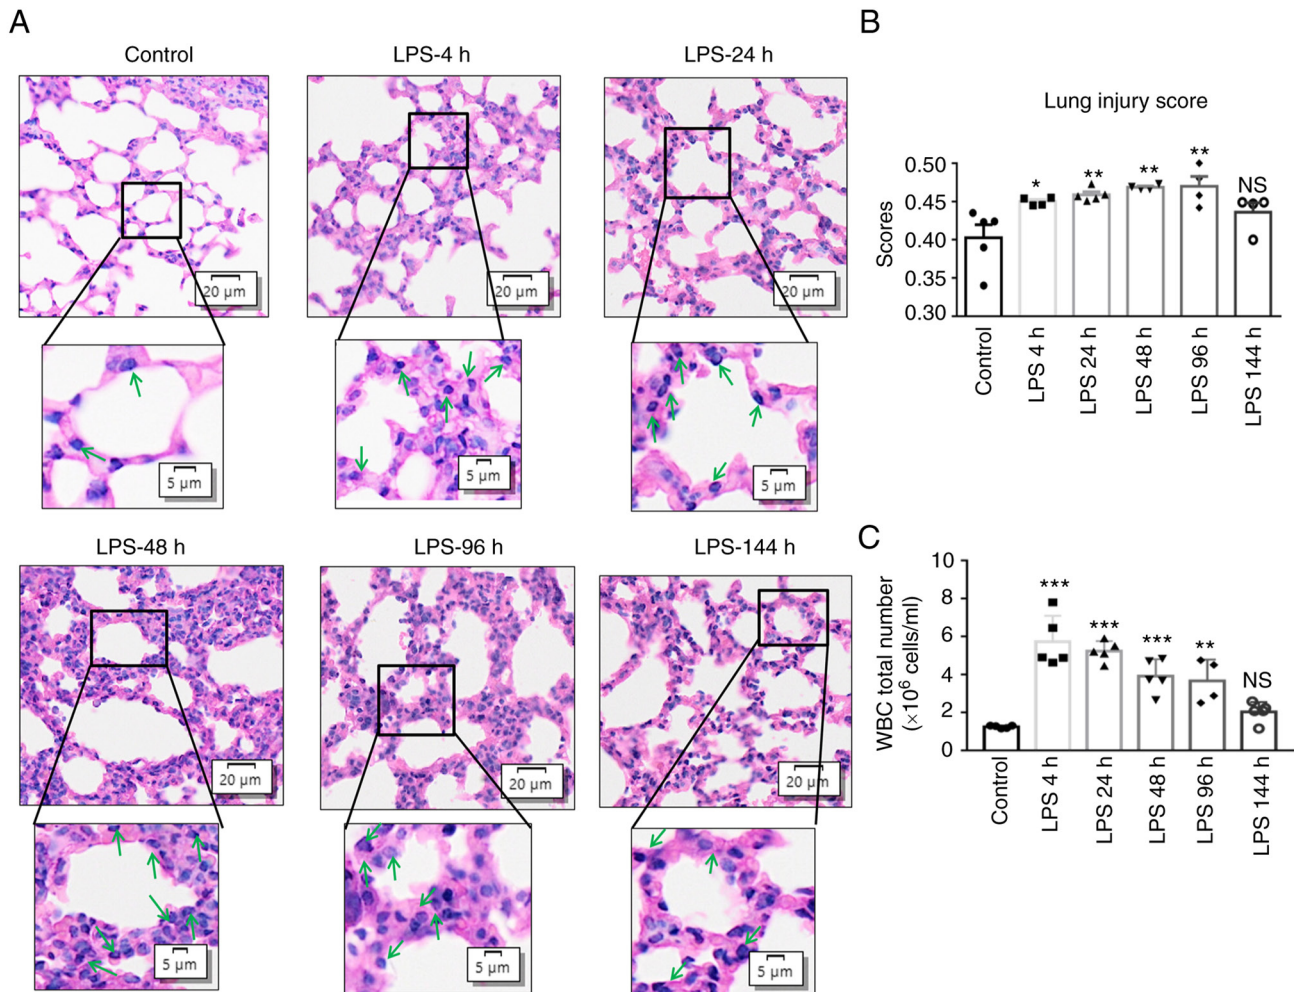 A
Control
LPS-4 h
LPS-24 h
20 µm
20 µm
20 µm
5 µm
5 µm
5 µm
LPS-48 h
LPS-96 h
LPS-144 h
20 µm
20 µm
20 µm
5 µm
5 µm
5 µm
B
Lung injury score
Scores
0.50
0.45
0.40
0.35
0.30
*
**
**
**
NS
Control
LPS 4 h
LPS 24 h
LPS 48 h
LPS 96 h
LPS 144 h
C
WBC total number
(×10⁶ cells/ml)
10
8
6
4
2
0
***
***
***
**
NS
Control
LPS 4 h
LPS 24 h
LPS 48 h
LPS 96 h
LPS 144 h